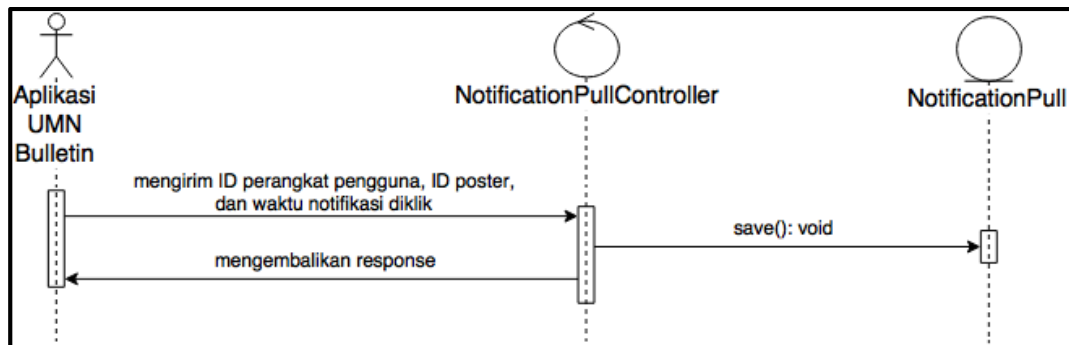 Aplikasi
UMN
Bulletin
NotificationPullController
NotificationPull
mengirim ID perangkat pengguna, ID poster,
dan waktu notifikasi diklik
save(): void
mengembalikan response